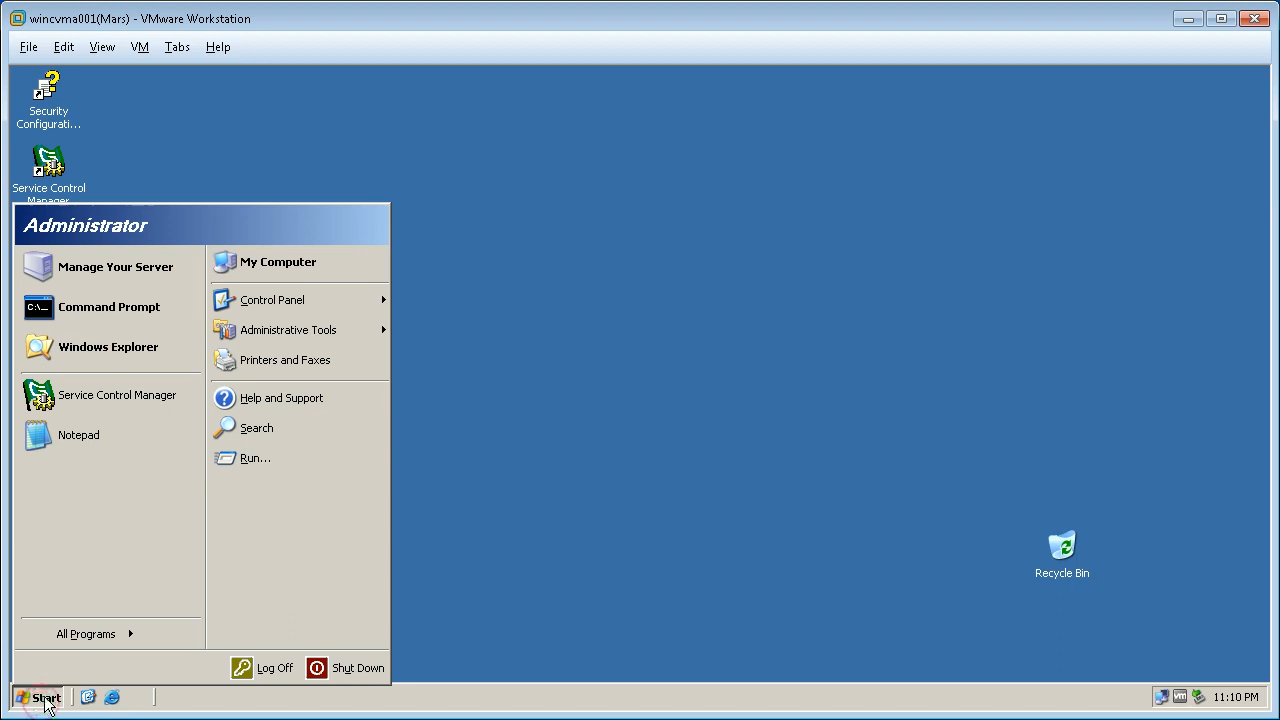 wincvma001(Mars) - VMware Workstation
File Edit View VM Tabs Help
Security
Configurati...
Service Control
Manager
Administrator
Manage Your Server
Command Prompt
Windows Explorer
Service Control Manager
Notepad
All Programs
My Computer
Control Panel
Administrative Tools
Printers and Faxes
Help and Support
Search
Run...
Log Off Shut Down
Recycle Bin
Start
vm
11:10 PM